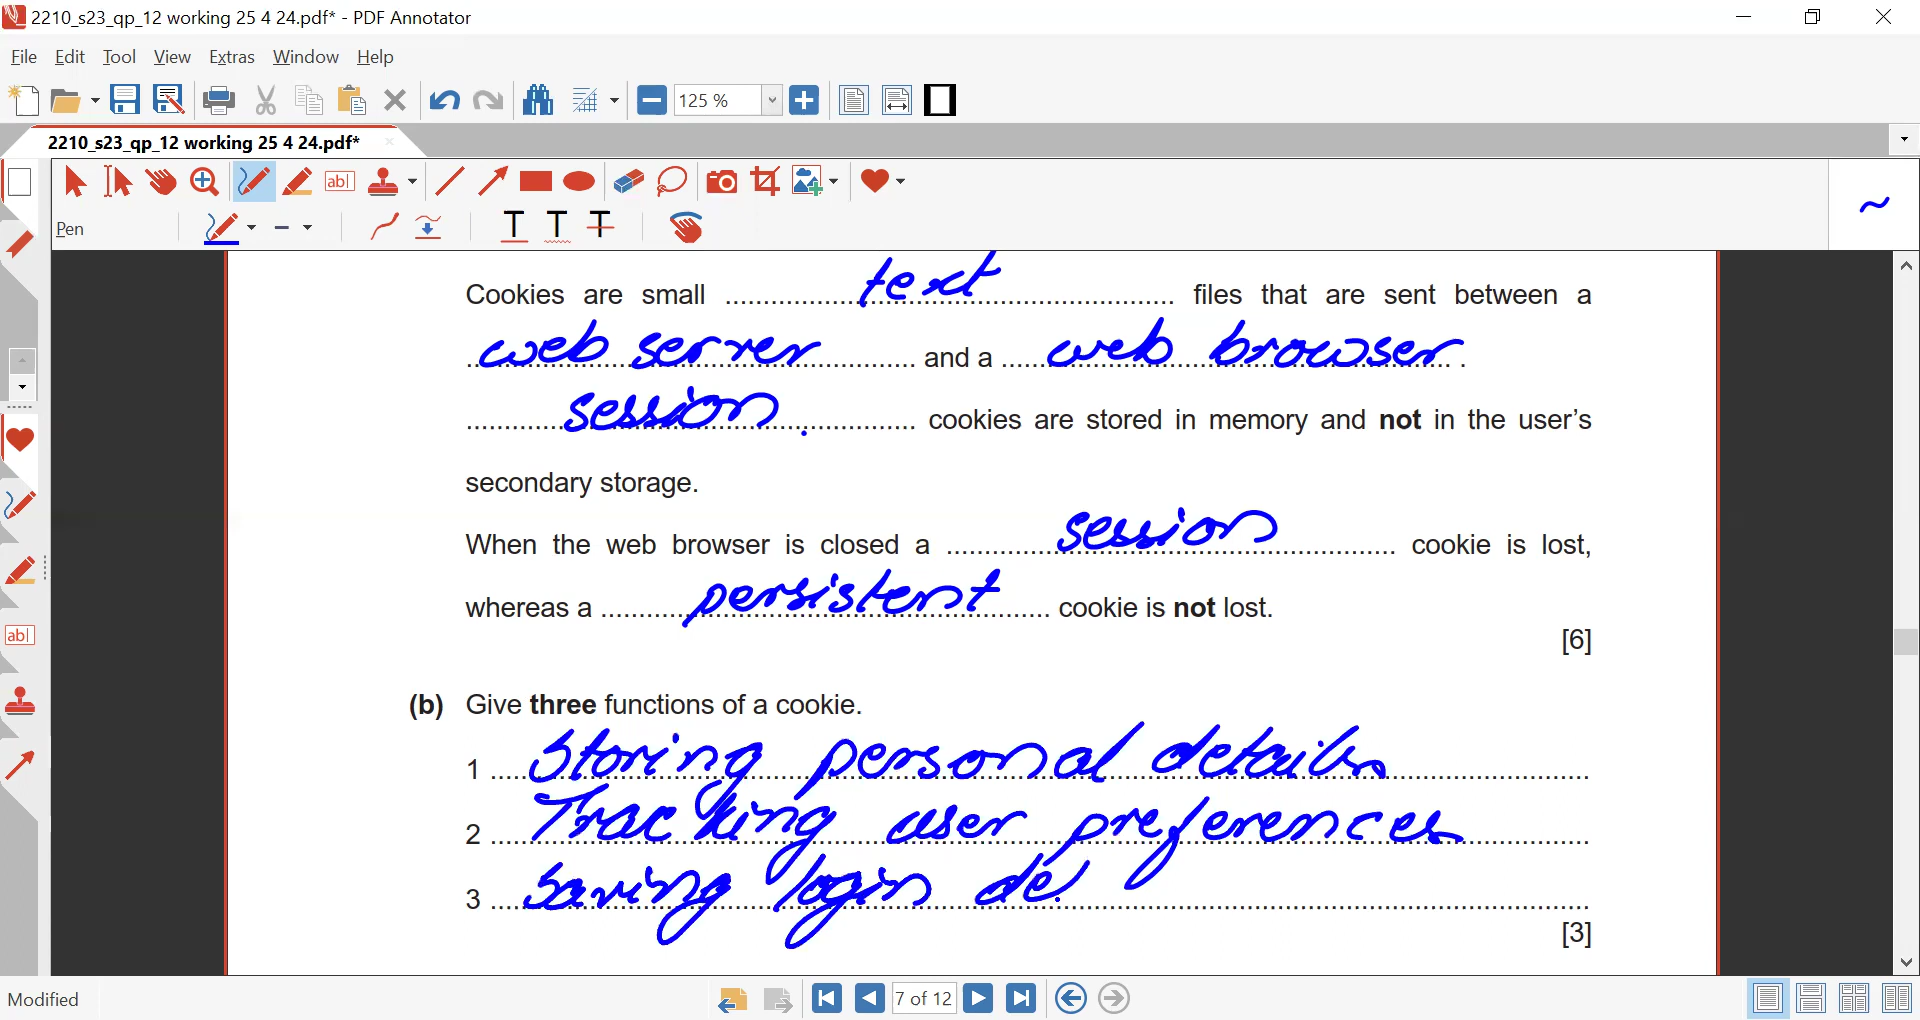 2210_s23_qp_12 working 25 4 24.pdf* - PDF Annotator
File Edit Tool View Extras Window Help
125 %
2210_s23_qp_12 working 25 4 24.pdf*
ab
Pen
T T T
Cookies are small text files that are sent between a
web server and a web browser .
session cookies are stored in memory and not in the user's
secondary storage.
When the web browser is closed a session cookie is lost,
whereas a persistent cookie is not lost.
[6]
(b) Give three functions of a cookie.
1 Storing personal details
2 Tracking user preferences
3 Saving login de
[3]
ab
Modified
7 of 12